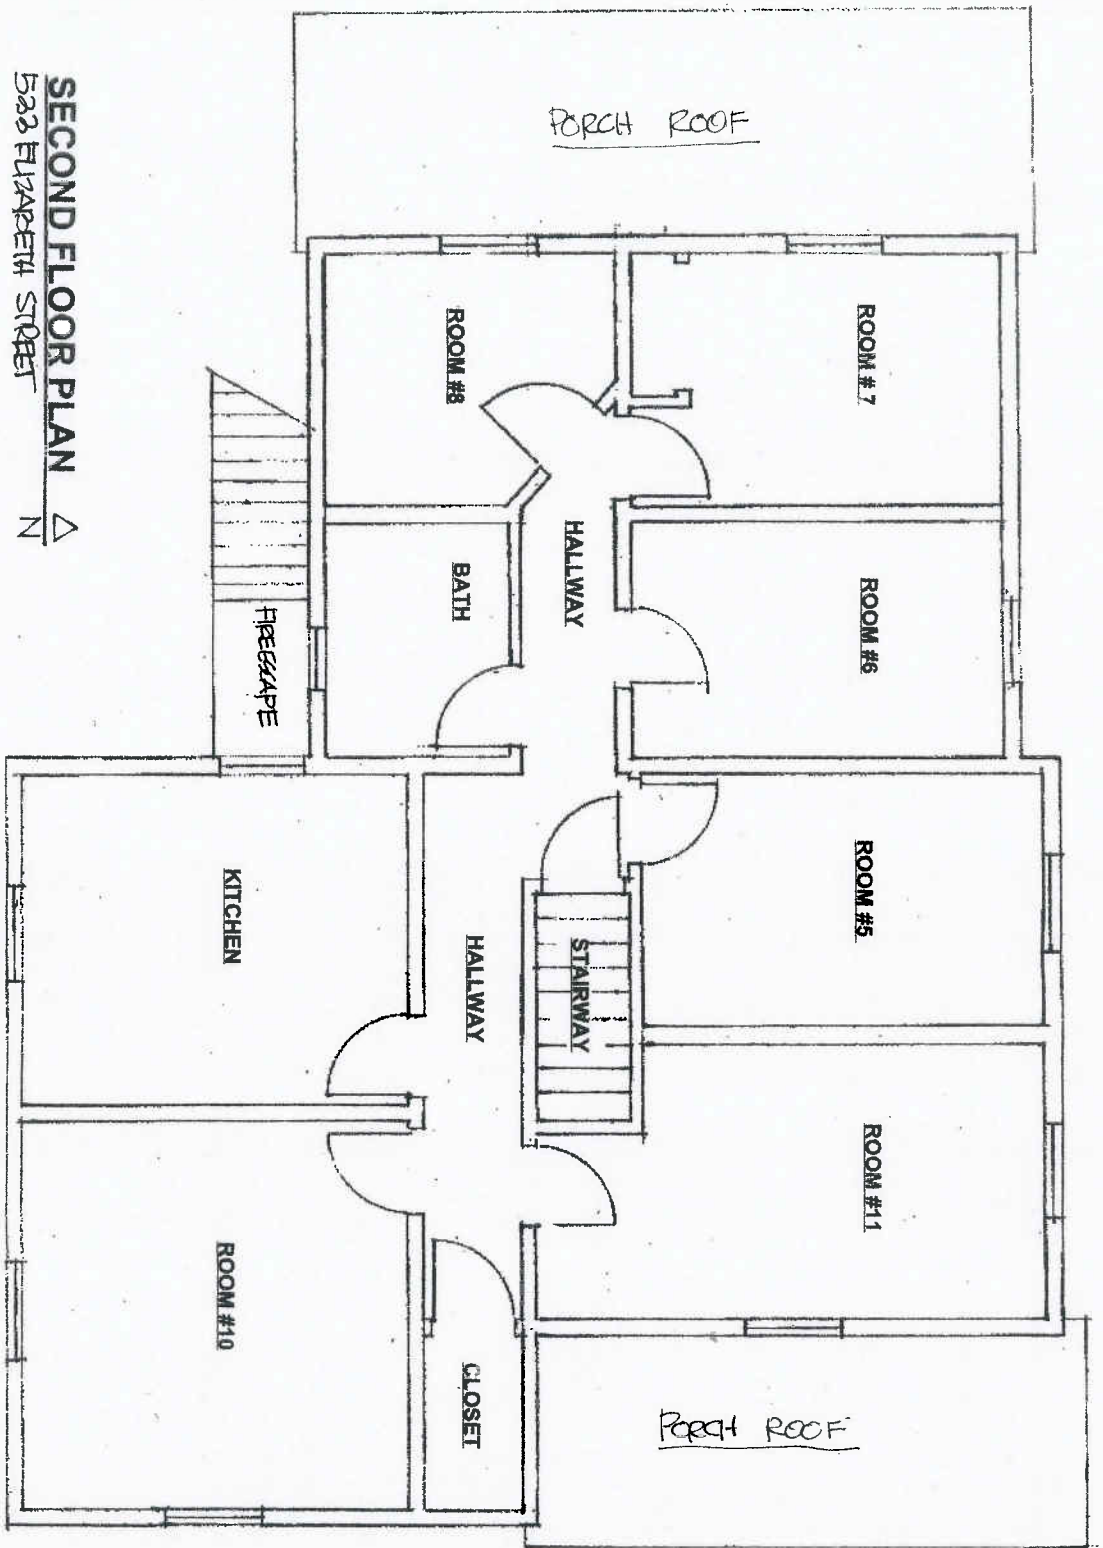 PORCH ROOF
SECOND FLOOR PLAN N
533 ELIZABETH STREET
ROOM #8
ROOM #7
HALLWAY
BATH
ROOM #6
FIREESCAPE
KITCHEN
HALLWAY
STAIRWAY
ROOM #5
ROOM #11
ROOM #10
CLOSET
PORCH ROOF